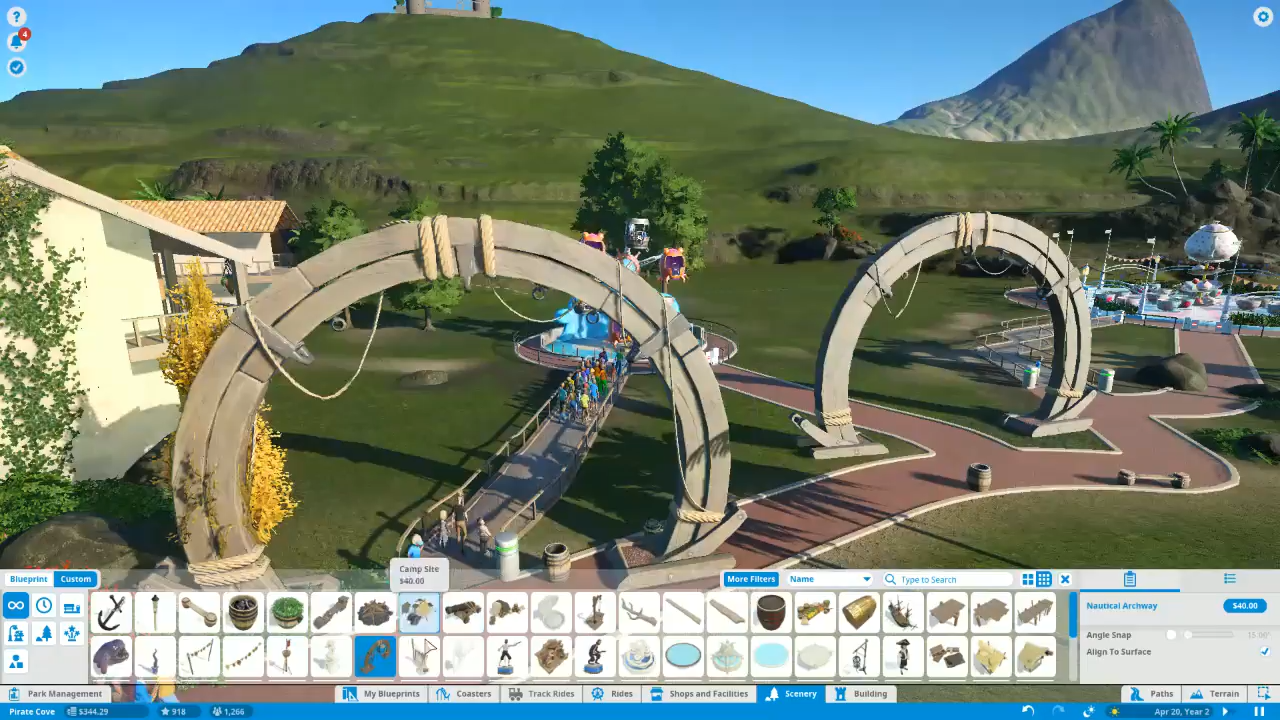 ?
4
Camp Site
$40.00
Blueprint
Custom
More Filters
Name
Type to Search
Nautical Archway
$40.00
Angle Snap
15.00°
Align To Surface
Park Management
My Blueprints
Coasters
Track Rides
Rides
Shops and Facilities
Scenery
Building
Paths
Terrain
Pirate Cove
$344.29
918
1,266
Apr 20, Year 2